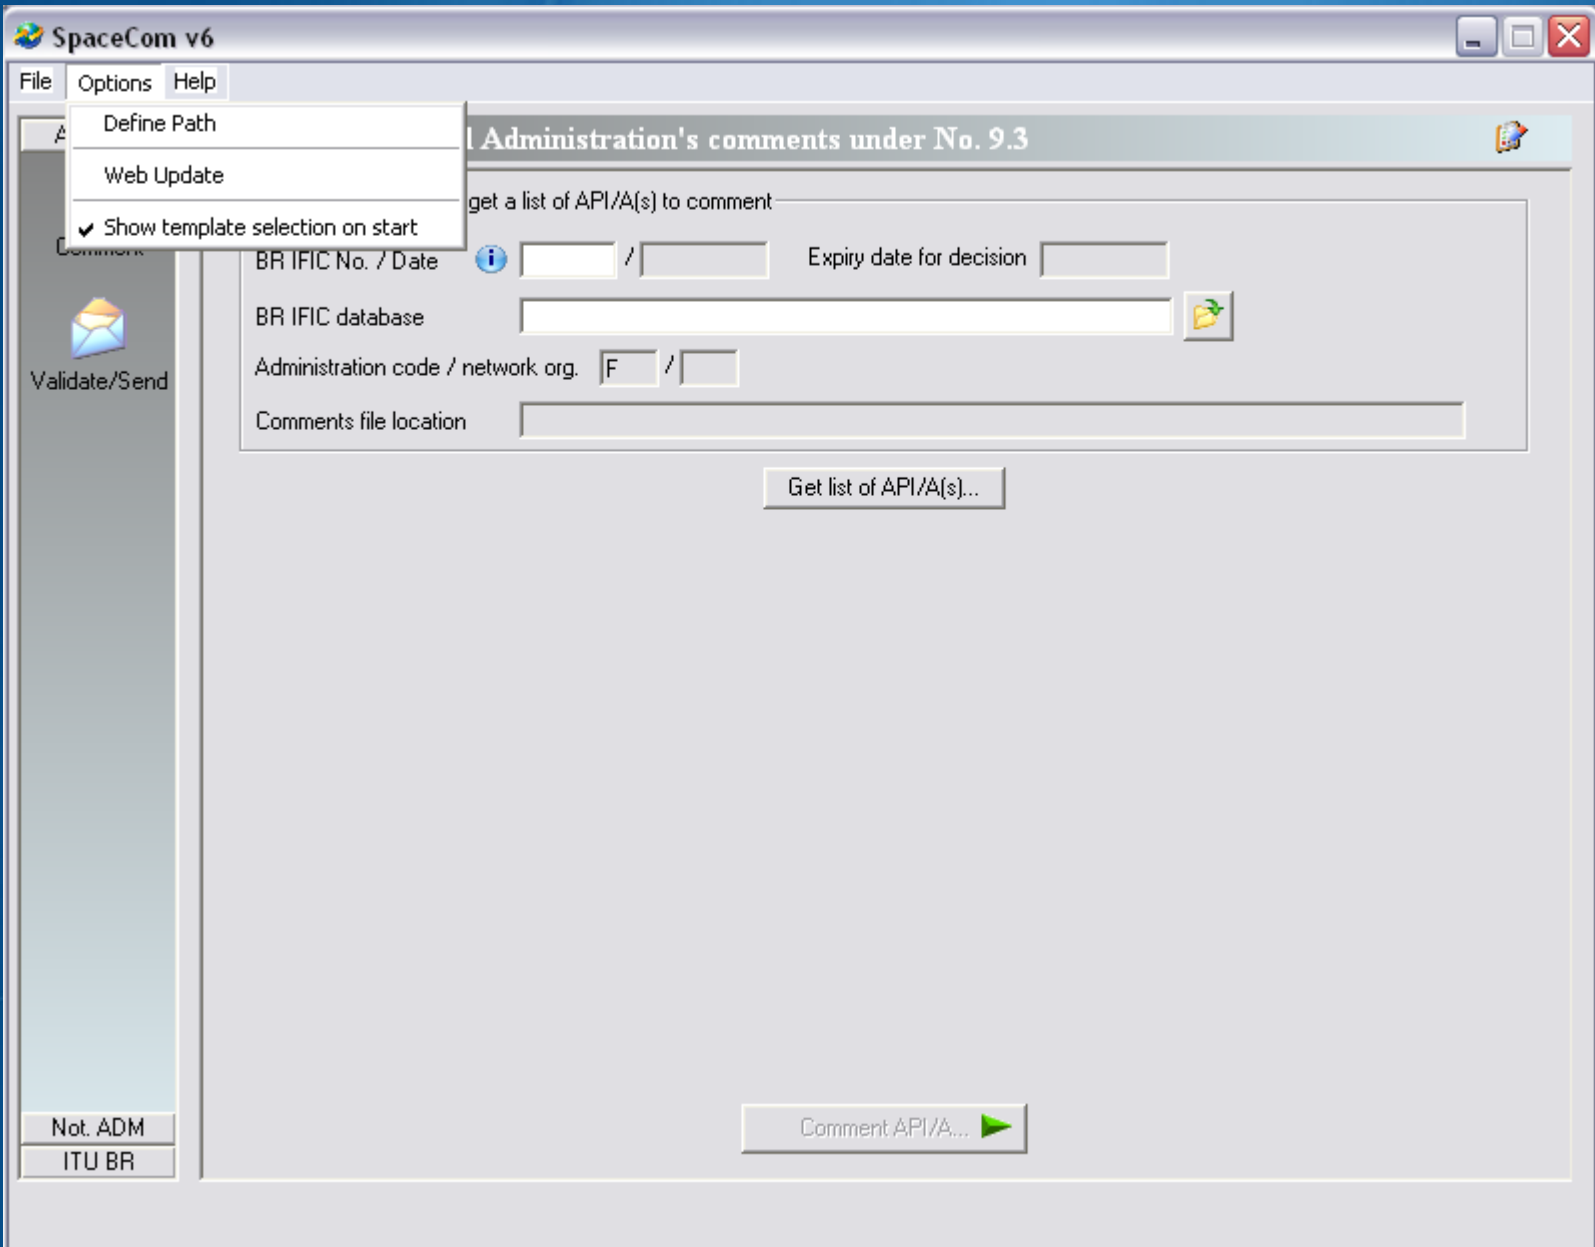 SpaceCom v6
File Options Help
Define Path
Web Update
Show template selection on start
Administration's comments under No. 9.3
get a list of API/A(s) to comment
BR IFIC No. / Date / Expiry date for decision
BR IFIC database
Validate/Send
Administration code / network org. F /
Comments file location
Get list of API/A(s)...
Comment API/A...
Not. ADM
ITU BR